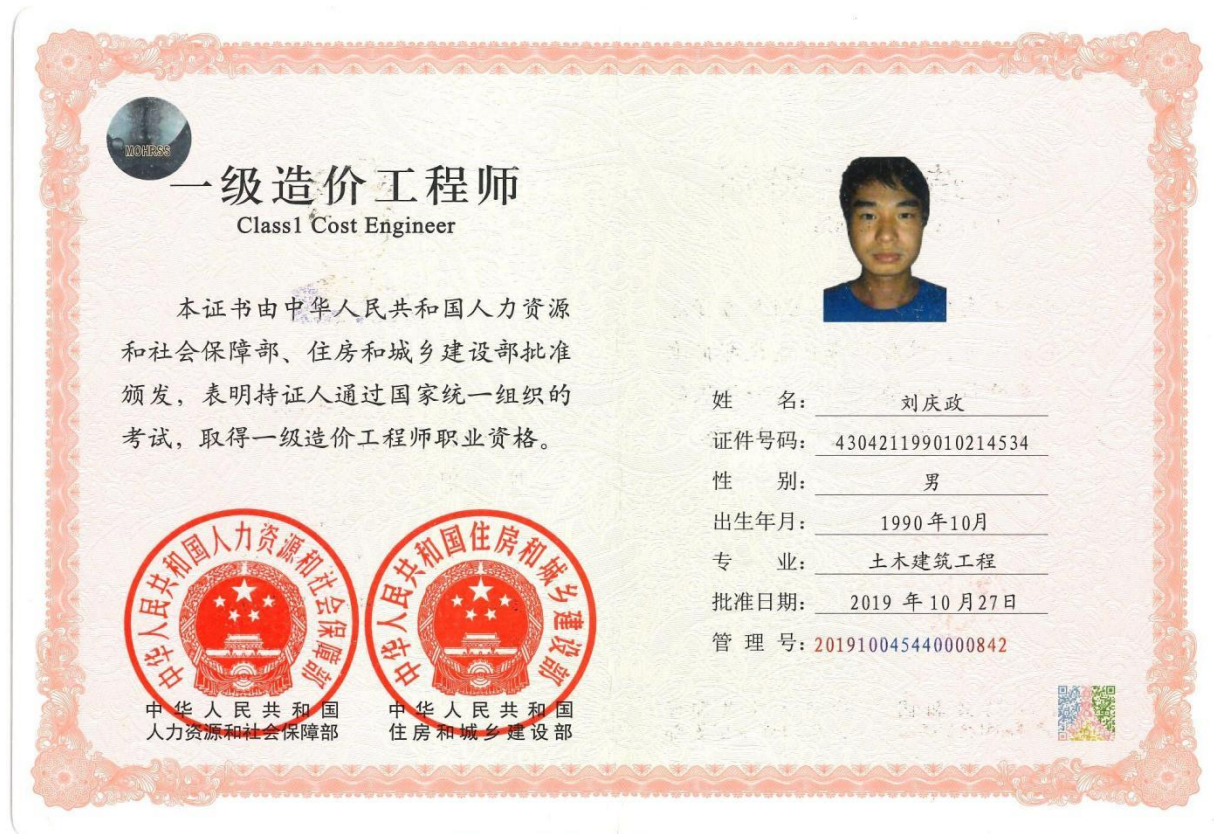 MOHRSS
一级造价工程师
Class1 Cost Engineer
本证书由中华人民共和国人力资源
和社会保障部、住房和城乡建设部批准
颁发，表明持证人通过国家统一组织的
考试，取得一级造价工程师职业资格。
中华人民共和国人力资源和社会保障部
中华人民共和国
人力资源和社会保障部
中华人民共和国住房和城乡建设部
中华人民共和国
住房和城乡建设部
姓 名： 刘庆政
证件号码： 430421199010214534
性 别： 男
出生年月： 1990年10月
专 业： 土木建筑工程
批准日期： 2019 年 10 月27日
管 理 号：201910045440000842